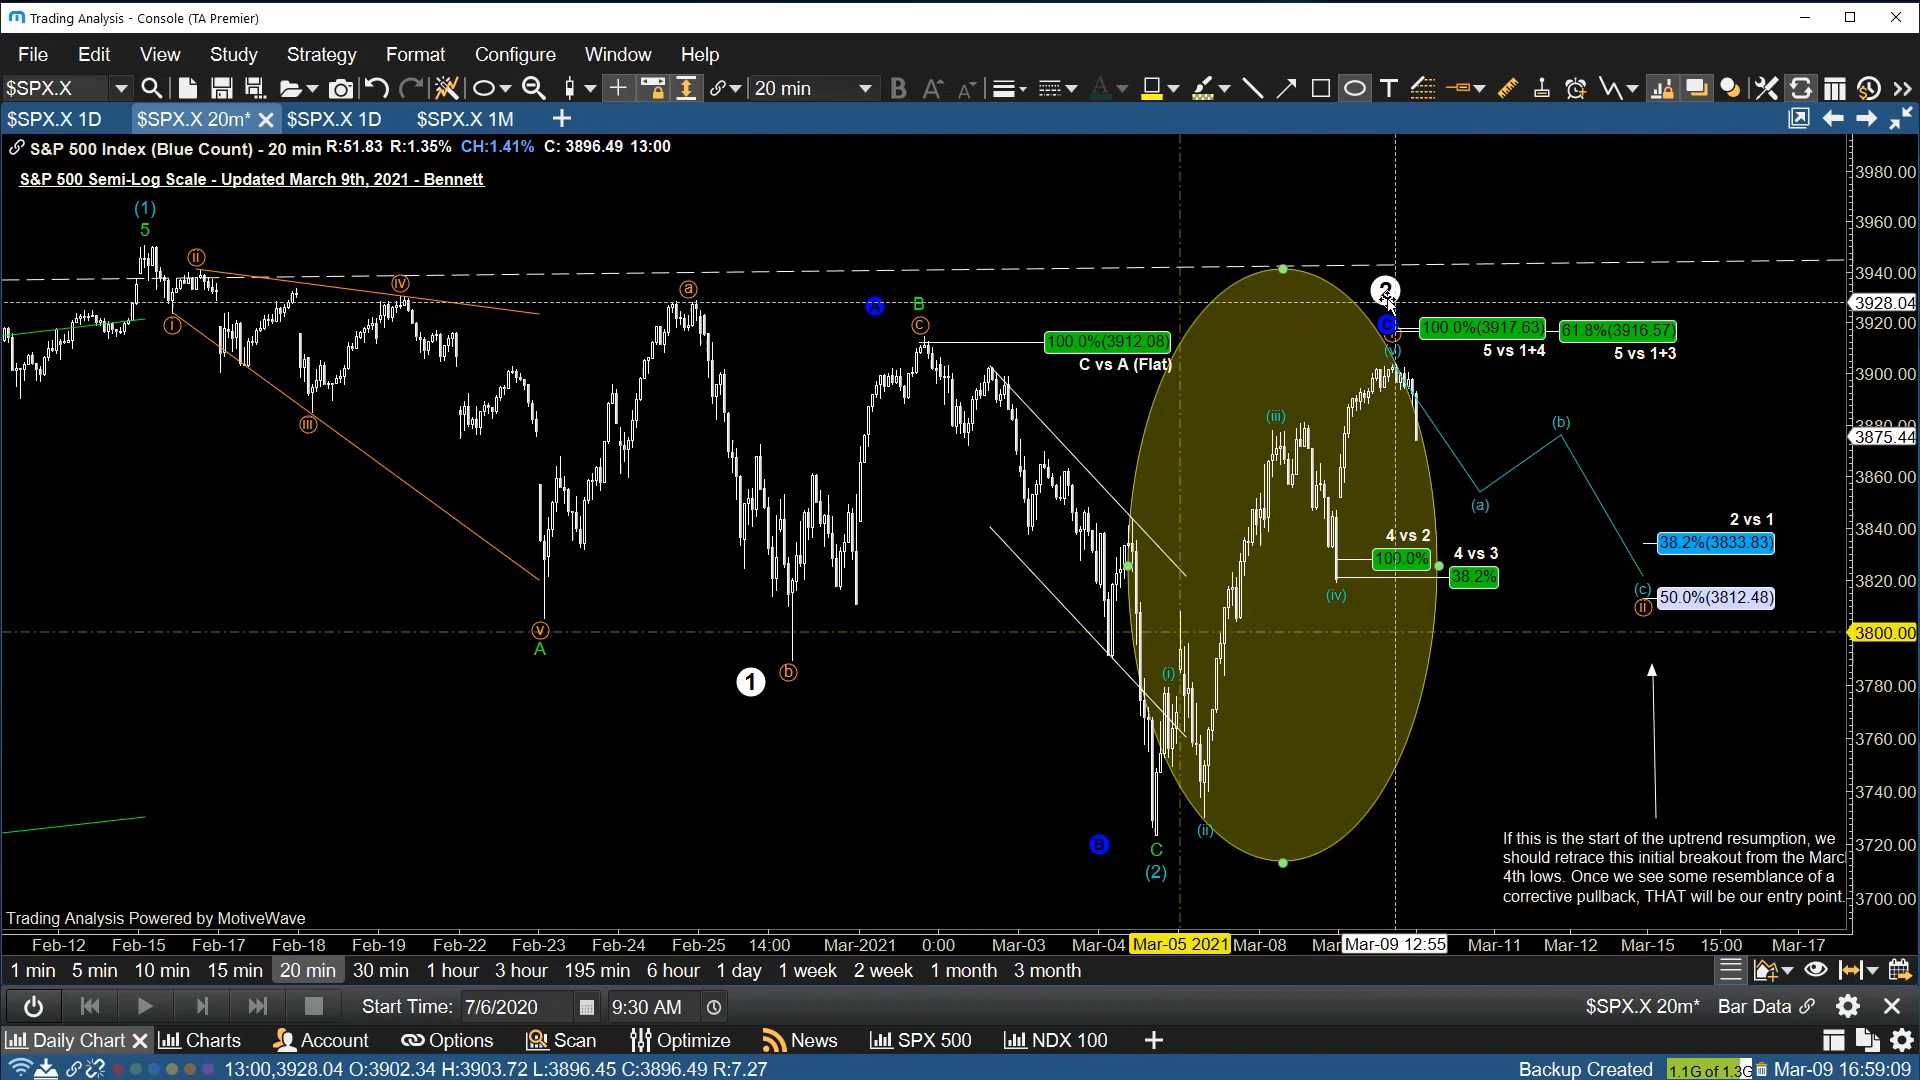 Trading Analysis - Console (TA Premier)
File Edit View Study Strategy Format Configure Window Help
$SPX.X 20 min B A A A T
$SPX.X 1D $SPX.X 20m* $SPX.X 1D $SPX.X 1M
S&P 500 Index (Blue Count) - 20 min R:51.83 R:1.35% CH:1.41% C: 3896.49 13:00
S&P 500 Semi-Log Scale - Updated March 9th, 2021 - Bennett
3980.00
(1)
3960.00
5
ii
3940.00
iv
a
2
3928.04
A B
3920.00
i
c
C
100.0%(3917.63) 61.8%(3916.57)
100.0%(3912.08)
(v) 5 vs 1+4 5 vs 1+3
C vs A (Flat)
3900.00
iii
(iii)
(b)
3875.44
3860.00
(a)
2 vs 1
3840.00
4 vs 2
38.2%(3833.83)
4 vs 3
100.0%
38.2%
3820.00
(iv)
(c)
50.0%(3812.48)
ii
v
3800.00
A
b
(i)
1
3780.00
3760.00
3740.00
(ii)
If this is the start of the uptrend resumption, we
3720.00
B
C
should retrace this initial breakout from the Marc
(2)
4th lows. Once we see some resemblance of a
corrective pullback, THAT will be our entry point.
3700.00
Trading Analysis Powered by MotiveWave
Feb-12 Feb-15 Feb-17 Feb-18 Feb-19 Feb-22 Feb-23 Feb-24 Feb-25 14:00 Mar-2021 0:00 Mar-03 Mar-04 Mar-05 2021 Mar-08 Mar-09 12:55 Mar-11 Mar-12 Mar-15 15:00 Mar-17
1 min 5 min 10 min 15 min 20 min 30 min 1 hour 3 hour 195 min 6 hour 1 day 1 week 2 week 1 month 3 month
Start Time: 7/6/2020 9:30 AM $SPX.X 20m* Bar Data
Daily Chart Charts Account Options Scan Optimize News SPX 500 NDX 100
13:00,3928.04 O:3902.34 H:3903.72 L:3896.45 C:3896.49 R:7.27 Backup Created 1.1G of 1.3G Mar-09 16:59:09